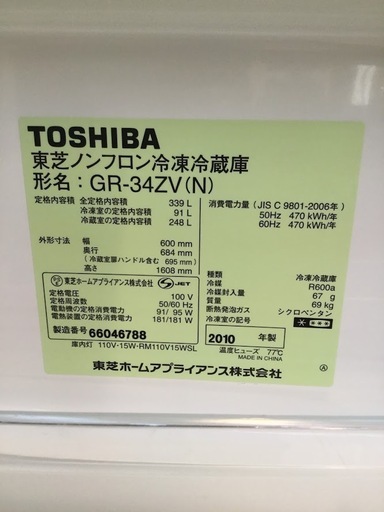 TOSHIBA
東芝ノンフロン冷凍冷蔵庫
形名：GR-34ZV(N)
定格内容積 全定格内容積 339 L
冷凍室の定格内容積 91 L
冷蔵室の定格内容積 248 L
消費電力量（JIS C 9801-2006年）
50Hz 470 kWh/年
60Hz 470 kWh/年
外形寸法 幅 600 mm
奥行 684 mm
（冷蔵室扉ハンドル含む 695 mm）
高さ 1608 mm
東芝ホームアプライアンス株式会社 S JET
定格電圧 100 V
定格周波数 50/60 Hz
電動機の定格消費電力 91/ 95 W
電熱装置の定格消費電力 181/181 W
製造番号 66046788
種類 冷凍冷蔵庫
冷媒 R600a
冷媒封入量 67 g
質量 69 kg
断熱発泡ガス シクロペンタン
冷凍室の記号
2010 年製
温度ヒューズ 77℃
MADE IN CHINA
庫内灯 110V-15W-RM110V15WSL
東芝ホームアプライアンス株式会社
A